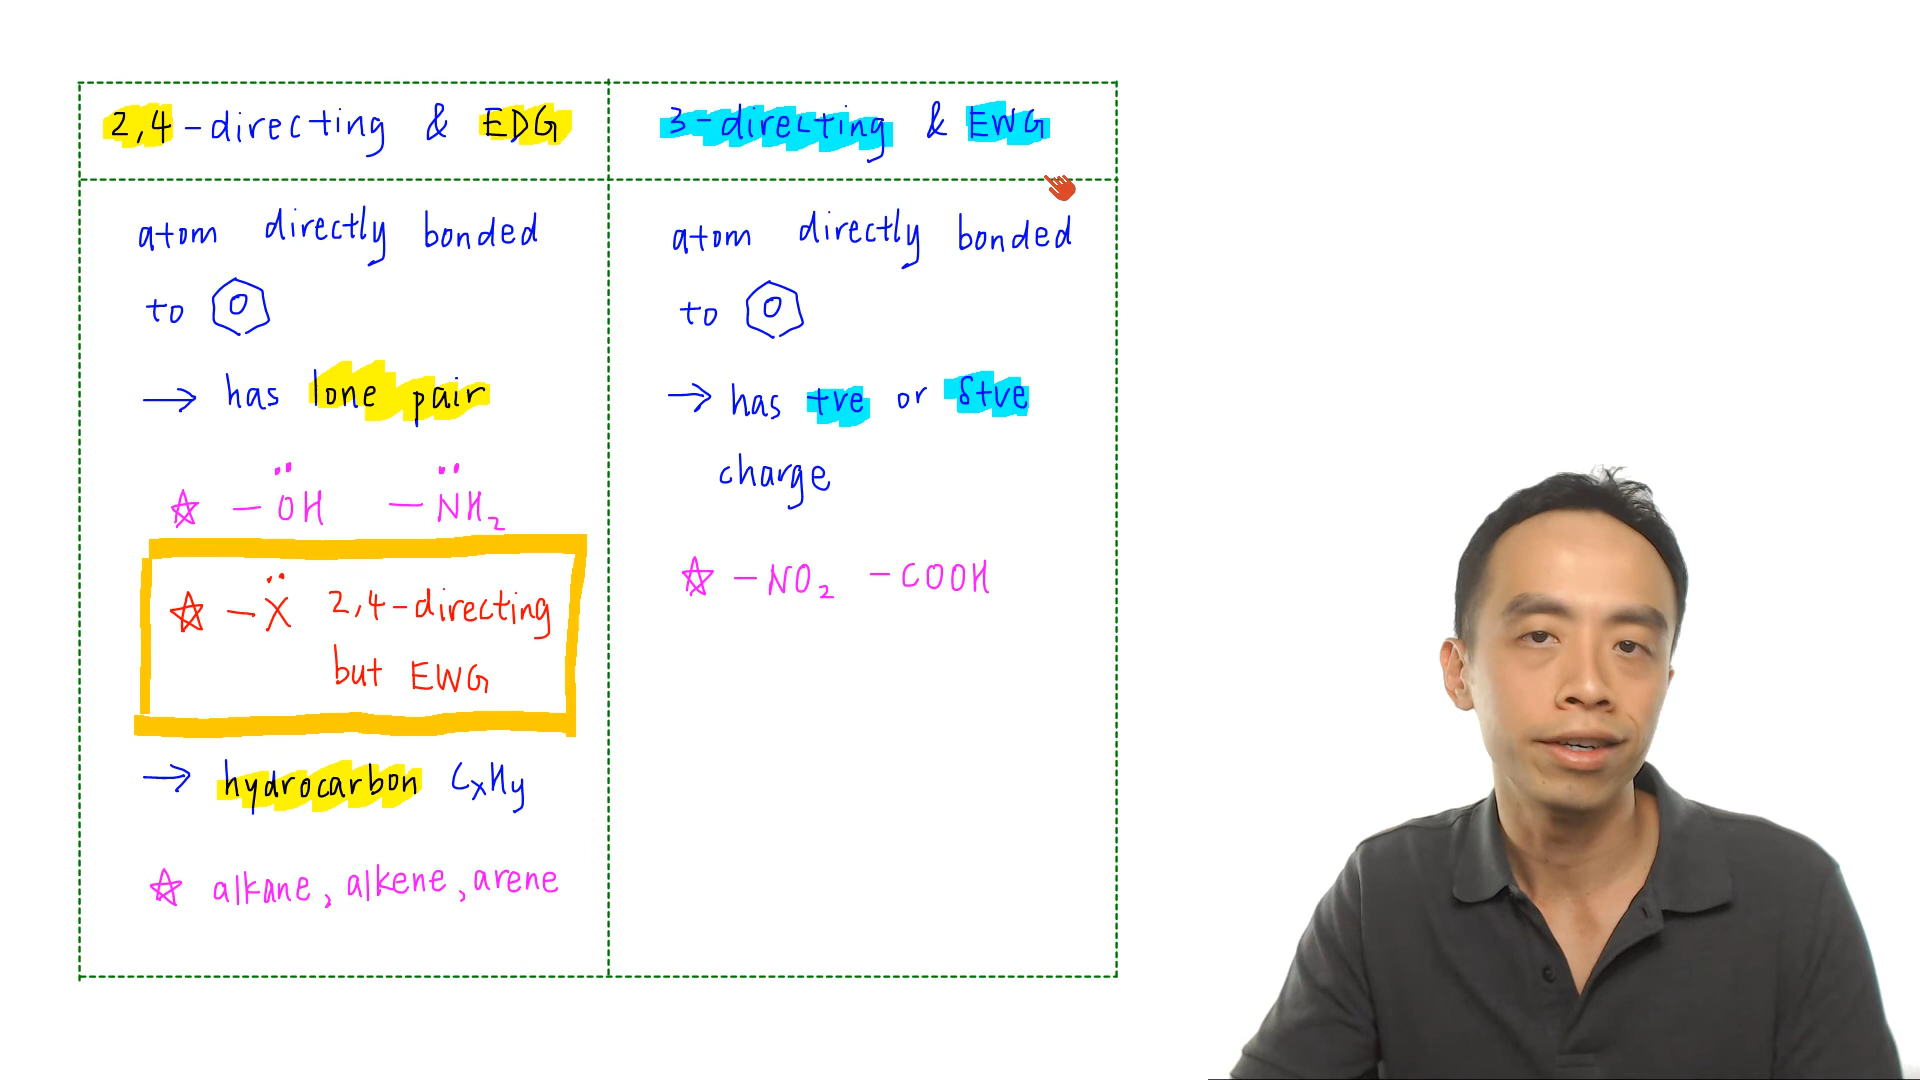 2,4-directing & EDG
atom directly bonded
to
→ has lone pair
☆ -ÖH -N̈H₂
☆ -Ẍ 2,4-directing
but EWG
→ hydrocarbon CxHy
☆ alkane, alkene, arene
3-directing & EWG
atom directly bonded
to
→ has +ve or δ+ve
charge
☆ -NO₂ -COOH